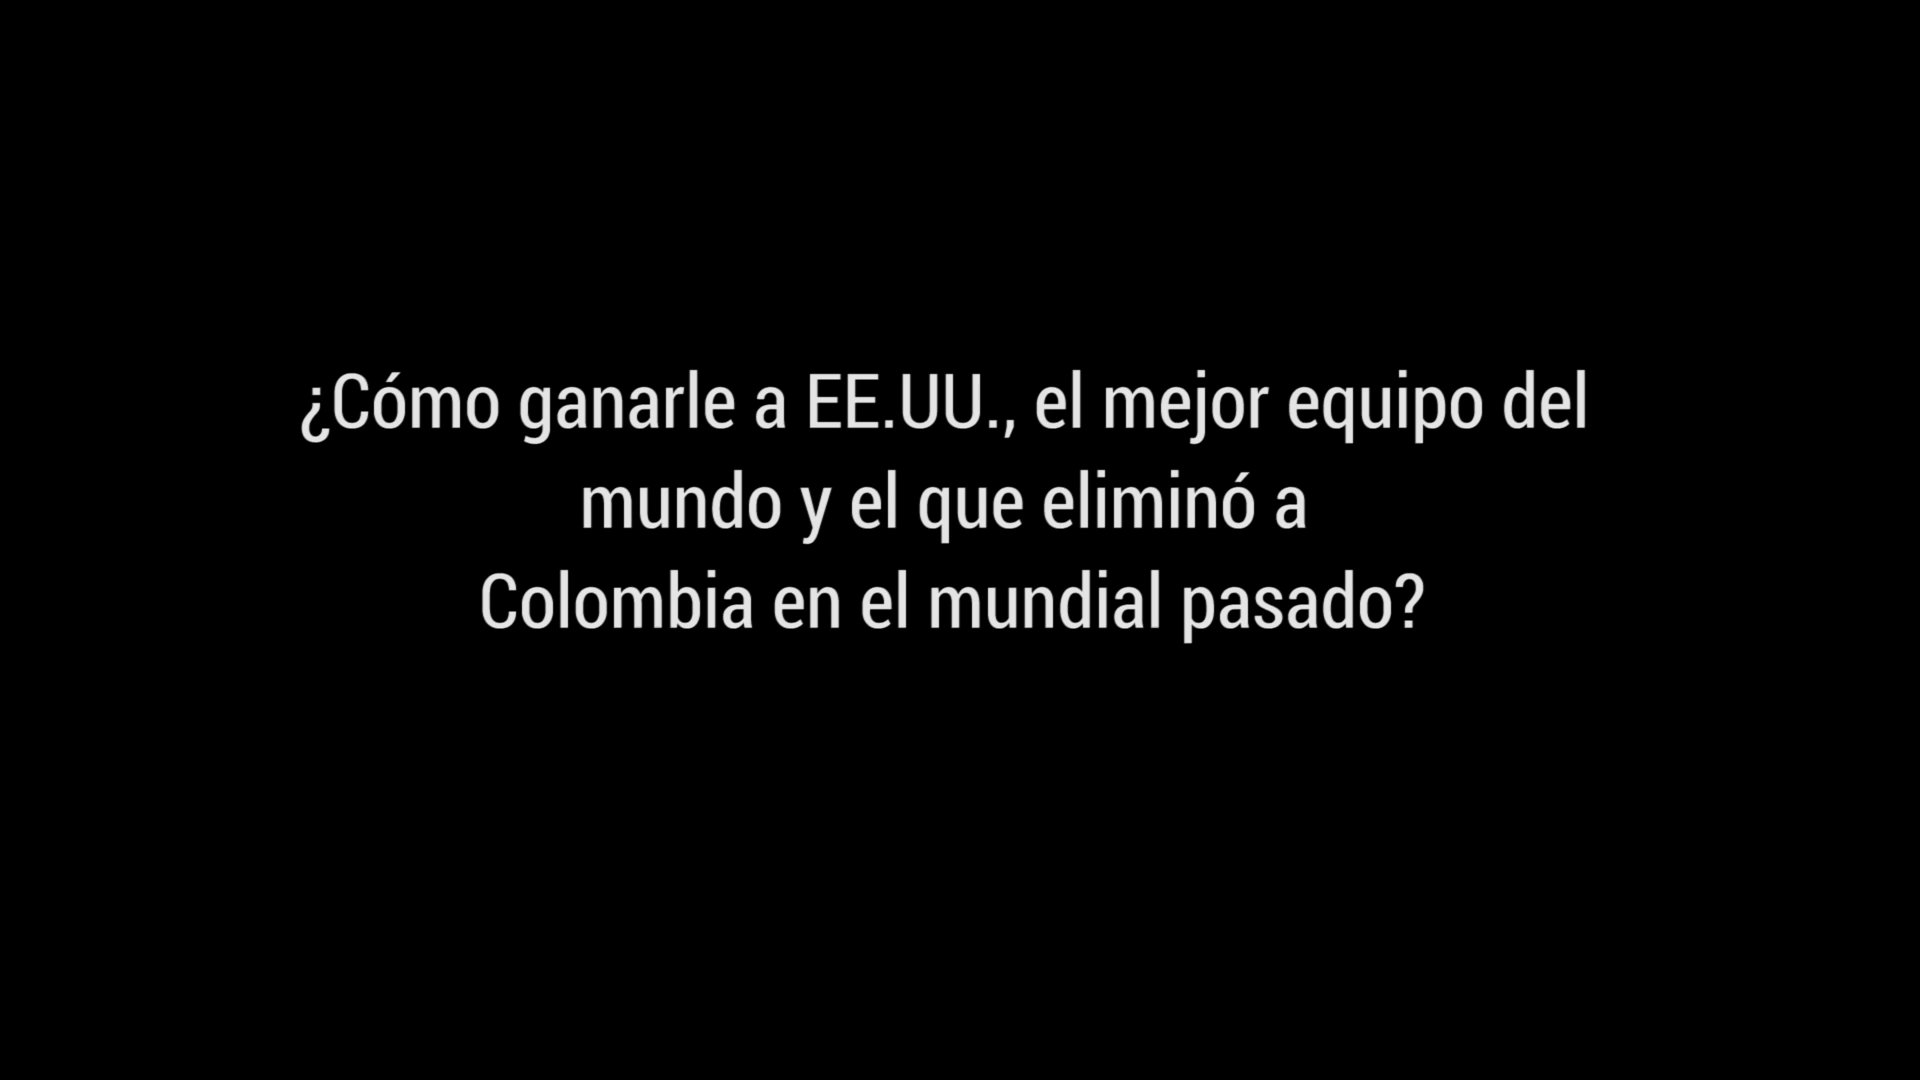 ¿Cómo ganarle a EE.UU., el mejor equipo del
mundo y el que eliminó a
Colombia en el mundial pasado?